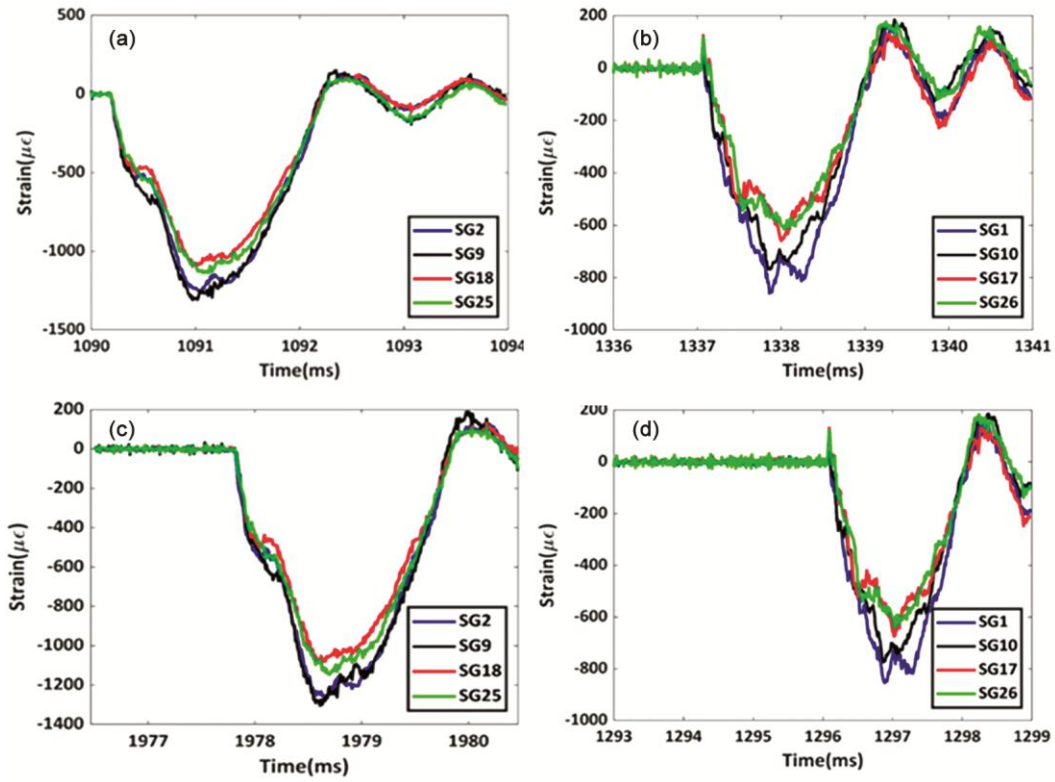 (a)
500
0
-500
-1000
-1500
Strain(με)
SG2
SG9
SG18
SG25
1090 1091 1092 1093 1094
Time(ms)
(b)
200
0
-200
-400
-600
-800
-1000
Strain(με)
SG1
SG10
SG17
SG26
1336 1337 1338 1339 1340 1341
Time(ms)
(c)
200
0
-200
-400
-600
-800
-1000
-1200
-1400
Strain(με)
SG2
SG9
SG18
SG25
1977 1978 1979 1980
Time(ms)
(d)
200
0
-200
-400
-600
-800
-1000
Strain(με)
SG1
SG10
SG17
SG26
1293 1294 1295 1296 1297 1298 1299
Time(ms)